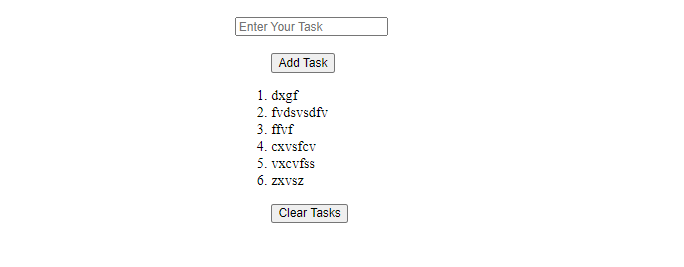 Enter Your Task
Add Task
1. dxgf
2. fvdsvsdfv
3. ffvf
4. cxvsfcv
5. vxcvfss
6. zxvsz
Clear Tasks